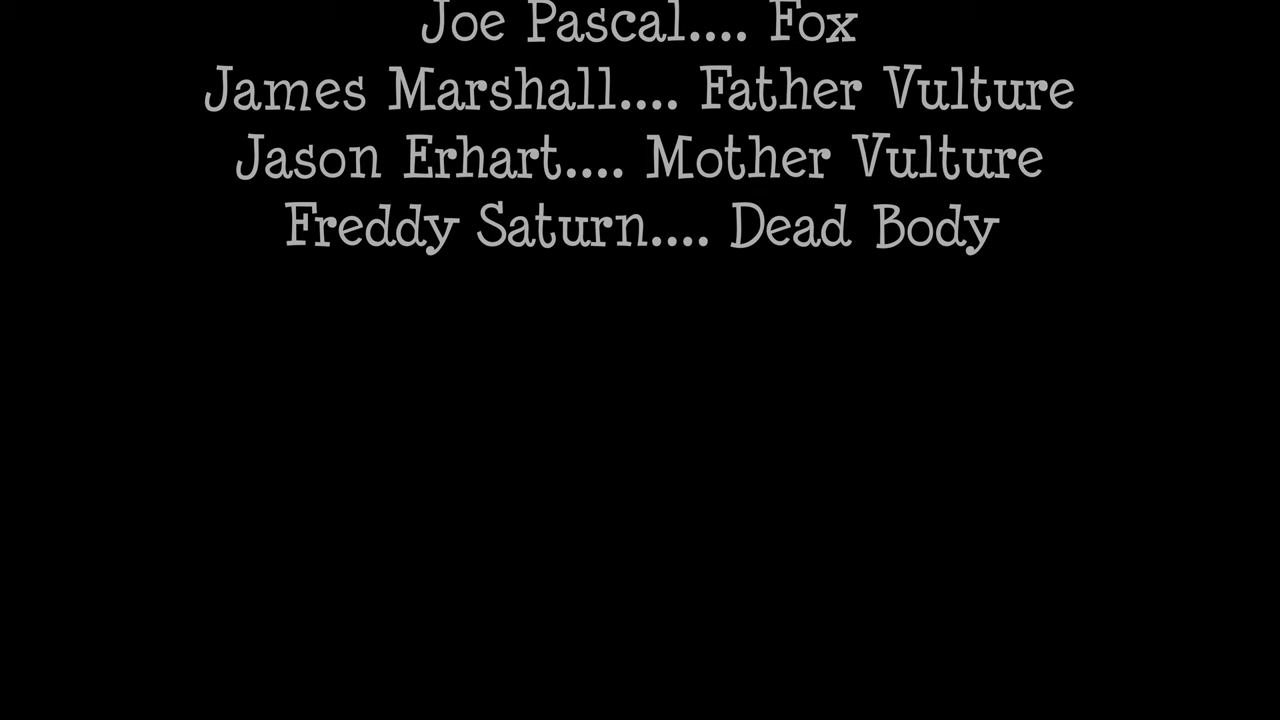 Joe Pascal.... Fox
James Marshall.... Father Vulture
Jason Erhart.... Mother Vulture
Freddy Saturn.... Dead Body